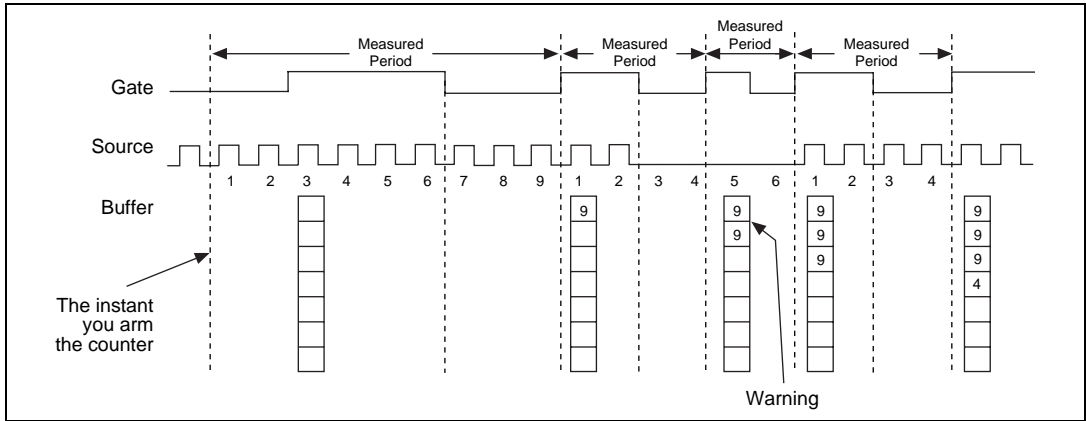 Measured Period
Measured Period
Measured Period
Measured Period
Gate
Source
1 2 3 4 5 6 7 8 9 1 2 3 4 5 6 1 2 3 4
Buffer
9 9 9 9
9 9 9
9 9
4
The instant
you arm
the counter
Warning